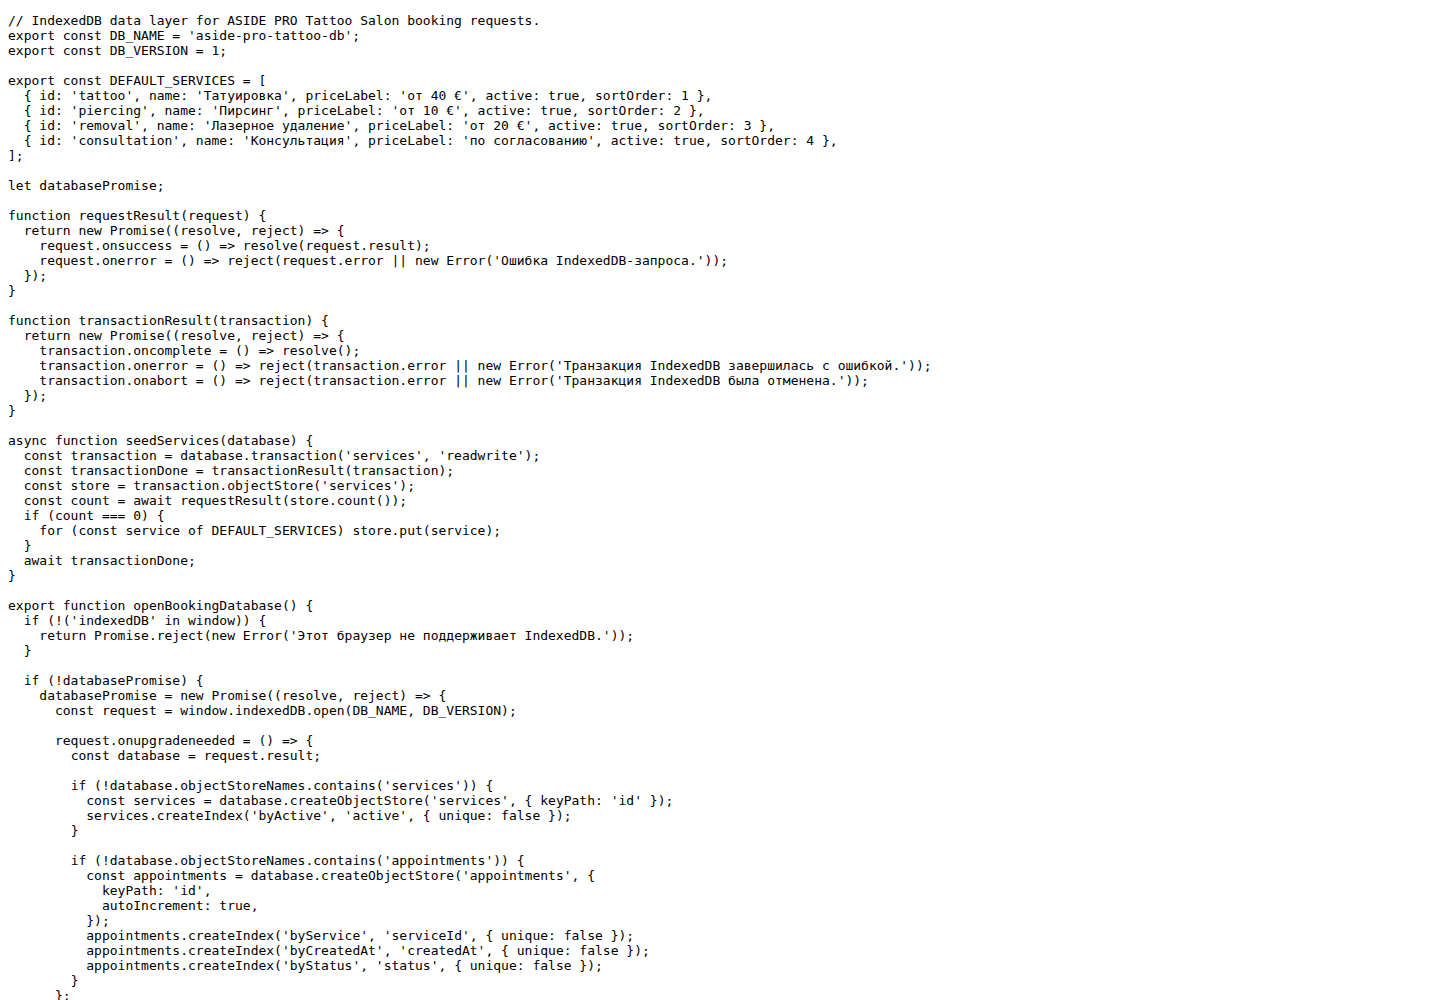 // IndexedDB data layer for ASIDE PRO Tattoo Salon booking requests.
export const DB_NAME = 'aside-pro-tattoo-db';
export const DB_VERSION = 1;

export const DEFAULT_SERVICES = [
  { id: 'tattoo', name: 'Татуировка', priceLabel: 'от 40 €', active: true, sortOrder: 1 },
  { id: 'piercing', name: 'Пирсинг', priceLabel: 'от 10 €', active: true, sortOrder: 2 },
  { id: 'removal', name: 'Лазерное удаление', priceLabel: 'от 20 €', active: true, sortOrder: 3 },
  { id: 'consultation', name: 'Консультация', priceLabel: 'по согласованию', active: true, sortOrder: 4 },
];

let databasePromise;

function requestResult(request) {
  return new Promise((resolve, reject) => {
    request.onsuccess = () => resolve(request.result);
    request.onerror = () => reject(request.error || new Error('Ошибка IndexedDB-запроса.'));
  });
}

function transactionResult(transaction) {
  return new Promise((resolve, reject) => {
    transaction.oncomplete = () => resolve();
    transaction.onerror = () => reject(transaction.error || new Error('Транзакция IndexedDB завершилась с ошибкой.'));
    transaction.onabort = () => reject(transaction.error || new Error('Транзакция IndexedDB была отменена.'));
  });
}

async function seedServices(database) {
  const transaction = database.transaction('services', 'readwrite');
  const transactionDone = transactionResult(transaction);
  const store = transaction.objectStore('services');
  const count = await requestResult(store.count());
  if (count === 0) {
    for (const service of DEFAULT_SERVICES) store.put(service);
  }
  await transactionDone;
}

export function openBookingDatabase() {
  if (!('indexedDB' in window)) {
    return Promise.reject(new Error('Этот браузер не поддерживает IndexedDB.'));
  }

  if (!databasePromise) {
    databasePromise = new Promise((resolve, reject) => {
      const request = window.indexedDB.open(DB_NAME, DB_VERSION);

      request.onupgradeneeded = () => {
        const database = request.result;

        if (!database.objectStoreNames.contains('services')) {
          const services = database.createObjectStore('services', { keyPath: 'id' });
          services.createIndex('byActive', 'active', { unique: false });
        }

        if (!database.objectStoreNames.contains('appointments')) {
          const appointments = database.createObjectStore('appointments', {
            keyPath: 'id',
            autoIncrement: true,
          });
          appointments.createIndex('byService', 'serviceId', { unique: false });
          appointments.createIndex('byCreatedAt', 'createdAt', { unique: false });
          appointments.createIndex('byStatus', 'status', { unique: false });
        }
      };